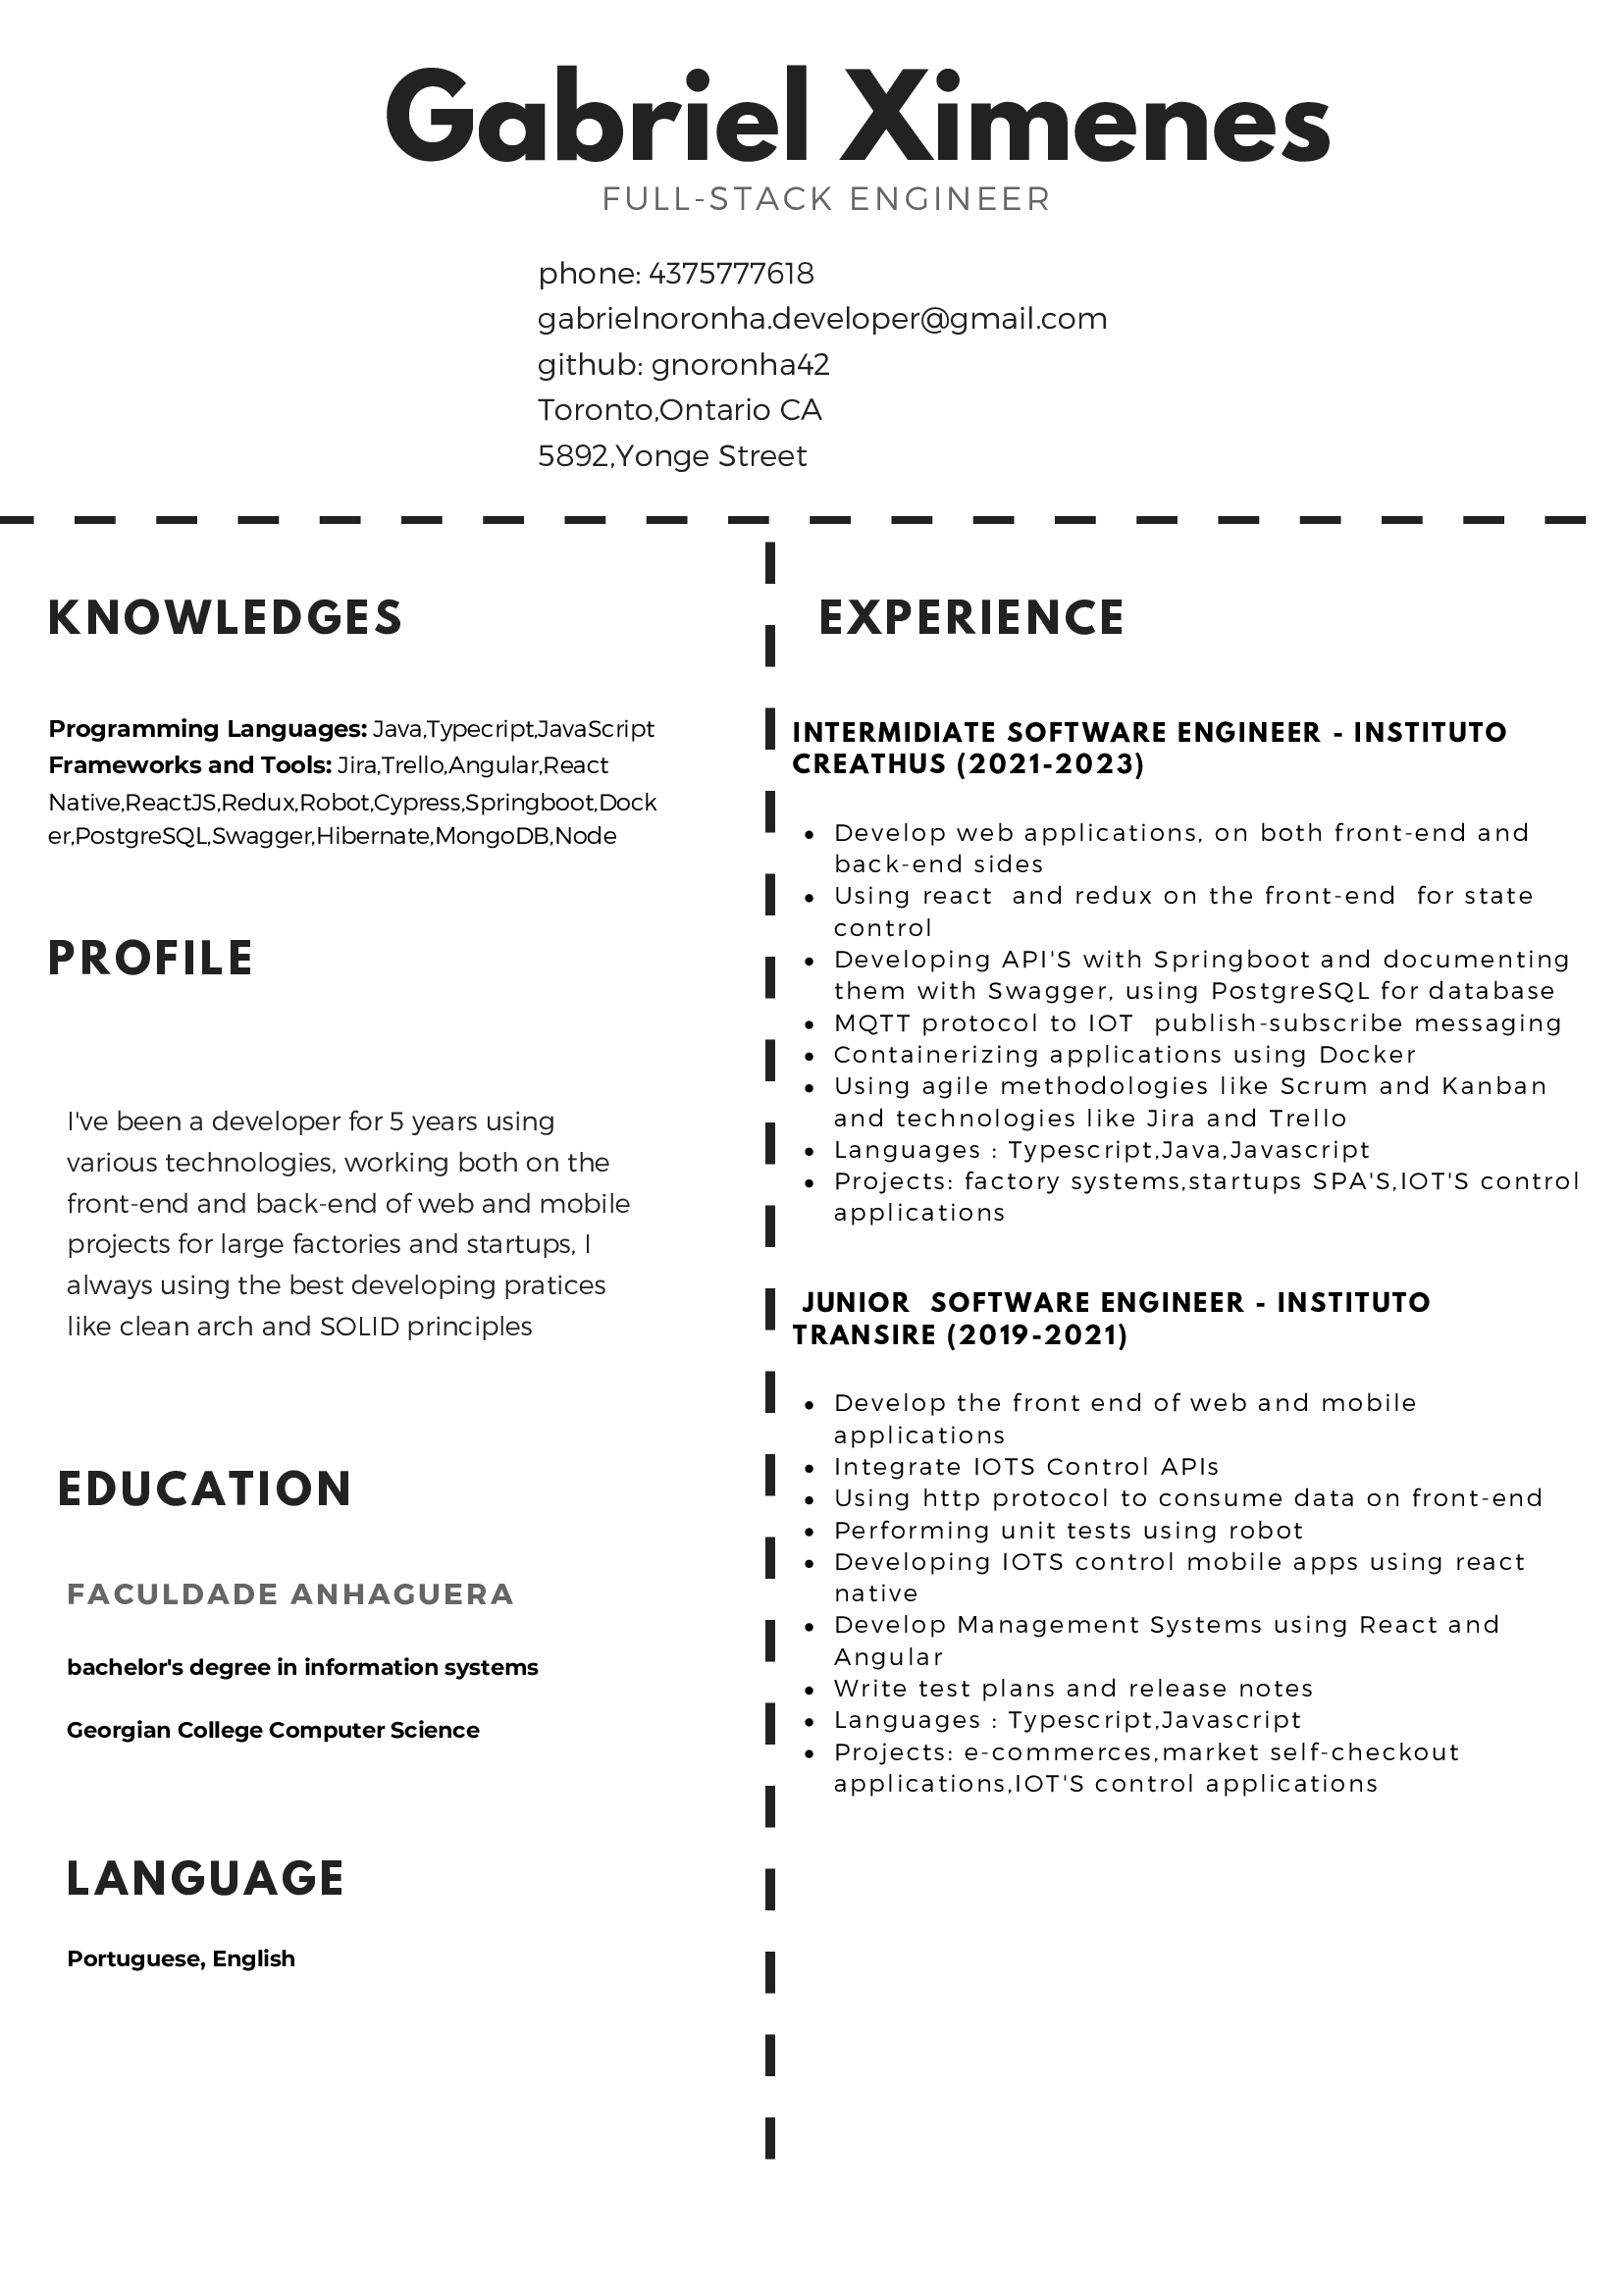 Gabriel Ximenes
FULL-STACK ENGINEER
phone: 4375777618
gabrielnoronha.developer@gmail.com
github: gnoronha42
Toronto,Ontario CA
5892,Yonge Street
KNOWLEDGES
Programming Languages: Java,Typecript,JavaScript
Frameworks and Tools: Jira,Trello,Angular,React
Native,ReactJS,Redux,Robot,Cypress,Springboot,Dock
er,PostgreSQL,Swagger,Hibernate,MongoDB,Node
PROFILE
I've been a developer for 5 years using
various technologies, working both on the
front-end and back-end of web and mobile
projects for large factories and startups, I
always using the best developing pratices
like clean arch and SOLID principles
EDUCATION
FACULDADE ANHAGUERA
bachelor's degree in information systems
Georgian College Computer Science
LANGUAGE
Portuguese, English
EXPERIENCE
INTERMIDIATE SOFTWARE ENGINEER - INSTITUTO
CREATHUS (2021-2023)
• Develop web applications, on both front-end and
back-end sides
• Using react and redux on the front-end for state
control
• Developing API'S with Springboot and documenting
them with Swagger, using PostgreSQL for database
• MQTT protocol to IOT publish-subscribe messaging
• Containerizing applications using Docker
• Using agile methodologies like Scrum and Kanban
and technologies like Jira and Trello
• Languages : Typescript,Java,Javascript
• Projects: factory systems,startups SPA'S,IOT'S control
applications
JUNIOR SOFTWARE ENGINEER - INSTITUTO
TRANSIRE (2019-2021)
• Develop the front end of web and mobile
applications
• Integrate IOTS Control APIs
• Using http protocol to consume data on front-end
• Performing unit tests using robot
• Developing IOTS control mobile apps using react
native
• Develop Management Systems using React and
Angular
• Write test plans and release notes
• Languages : Typescript,Javascript
• Projects: e-commerces,market self-checkout
applications,IOT'S control applications